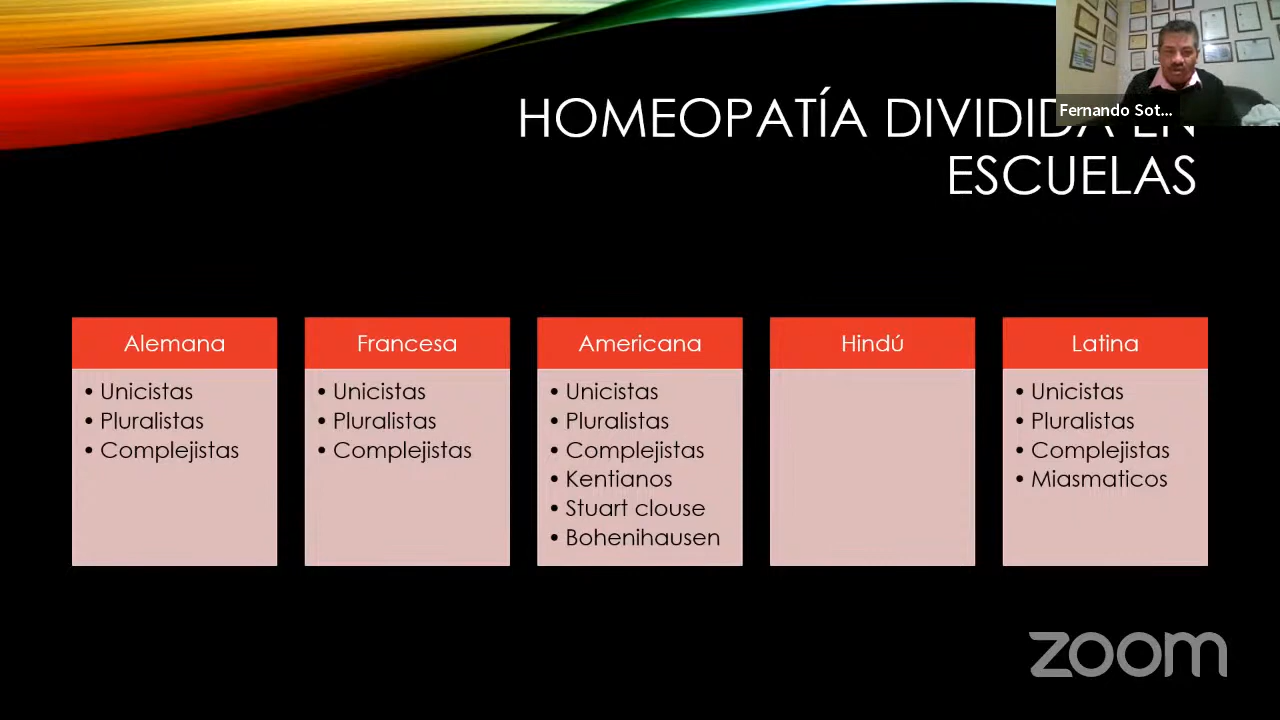 Fernando Sot...
HOMEOPATÍA DIVIDIDA EN
ESCUELAS
Alemana
• Unicistas
• Pluralistas
• Complejistas
Francesa
• Unicistas
• Pluralistas
• Complejistas
Americana
• Unicistas
• Pluralistas
• Complejistas
• Kentianos
• Stuart clouse
• Bohenihausen
Hindú
Latina
• Unicistas
• Pluralistas
• Complejistas
• Miasmaticos
zoom